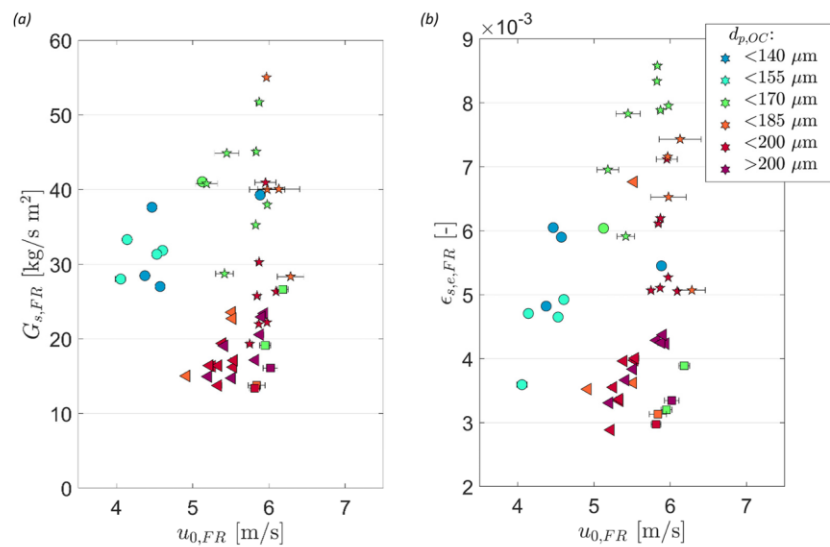 (a)
60
50
40
30
20
10
0
G_{s,FR} [kg/s m^2]
4 5 6 7
u_{0,FR} [m/s]
(b)
×10^{-3}
9
8
7
6
5
4
3
2
ϵ_{s,e,FR} [-]
4 5 6 7
u_{0,FR} [m/s]
d_{p,OC}:
<140 μm
<155 μm
<170 μm
<185 μm
<200 μm
>200 μm